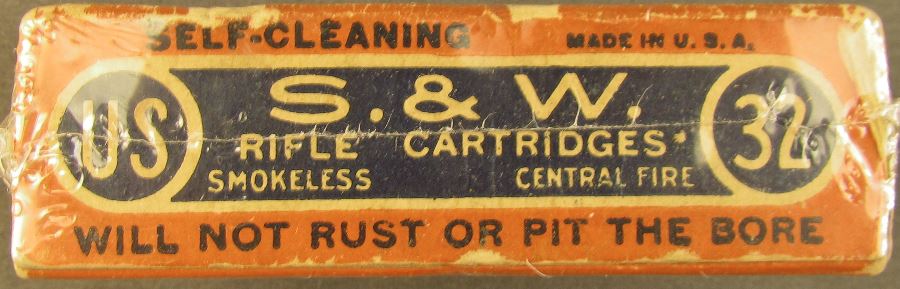 SELF-CLEANING MADE IN U.S.A.
US S. & W. 32
RIFLE CARTRIDGES*
SMOKELESS CENTRAL FIRE
WILL NOT RUST OR PIT THE BORE